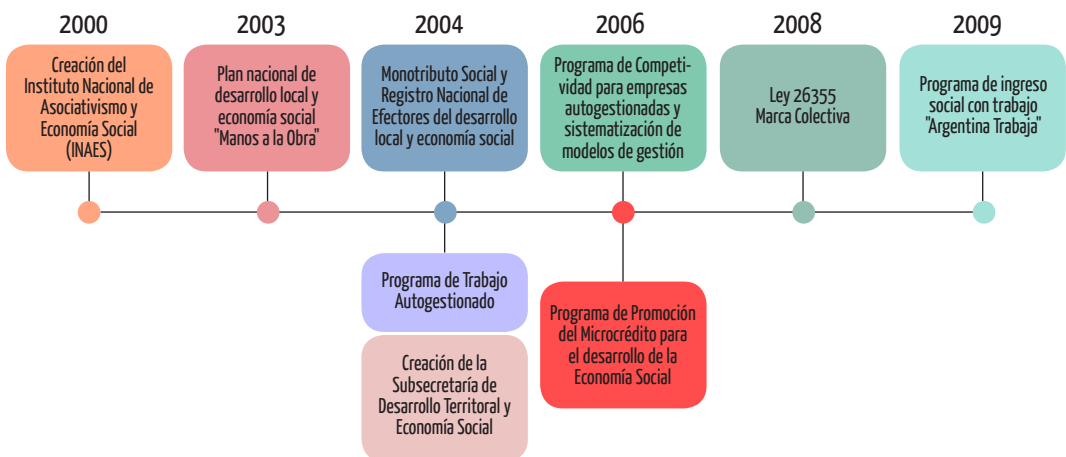 2000
Creación del
Instituto Nacional de
Asociativismo y
Economía Social
(INAES)
2003
Plan nacional de
desarrollo local y
economía social
"Manos a la Obra"
2004
Monotributo Social y
Registro Nacional de
Efectores del desarrollo
local y economía social
Programa de Trabajo
Autogestionado
Creación de la
Subsecretaría de
Desarrollo Territoral y
Economía Social
2006
Programa de Competi-
vidad para empresas
autogestionadas y
sistematización de
modelos de gestión
Programa de Promoción
del Microcrédito para
el desarrollo de la
Economía Social
2008
Ley 26355
Marca Colectiva
2009
Programa de ingreso
social con trabajo
"Argentina Trabaja"